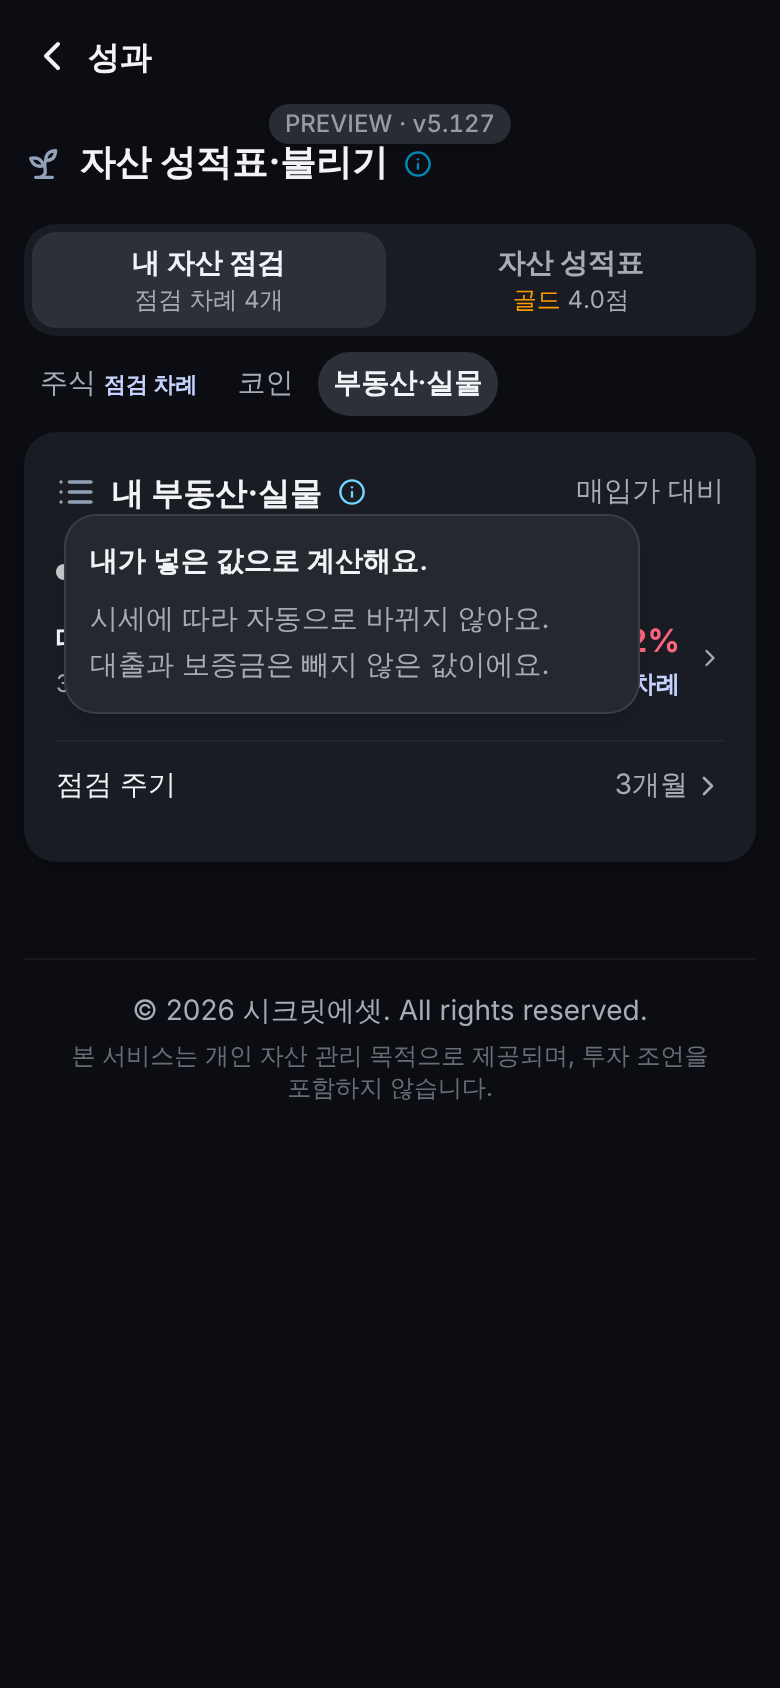 성과
PREVIEW · v5.127
자산 성적표·불리기
내 자산 점검
점검 차례 4개
자산 성적표
골드 4.0점
주식 점검 차례 코인 부동산·실물
내 부동산·실물
매입가 대비
내가 넣은 값으로 계산해요.
시세에 따라 자동으로 바뀌지 않아요.
대출과 보증금은 빼지 않은 값이에요.
차례
점검 주기
3개월
© 2026 시크릿에셋. All rights reserved.
본 서비스는 개인 자산 관리 목적으로 제공되며, 투자 조언을
포함하지 않습니다.